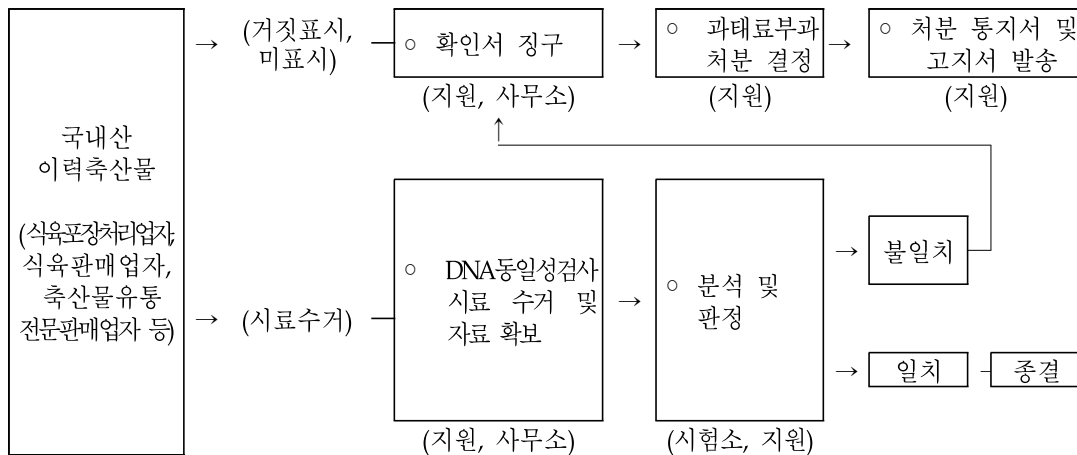 국내산
이력축산물
(식육포장처리업자,
식육판매업자,
축산물유통
전문판매업자 등)
→ (거짓표시,
미표시)
○ 확인서 징구
(지원, 사무소)
→
○ 과태료부과
처분 결정
(지원)
→
○ 처분 통지서 및
고지서 발송
(지원)
→ (시료수거)
○ DNA동일성검사
시료 수거 및
자료 확보
(지원, 사무소)
→
○ 분석 및
판정
(시험소, 지원)
→ 불일치
→ 일치
종결